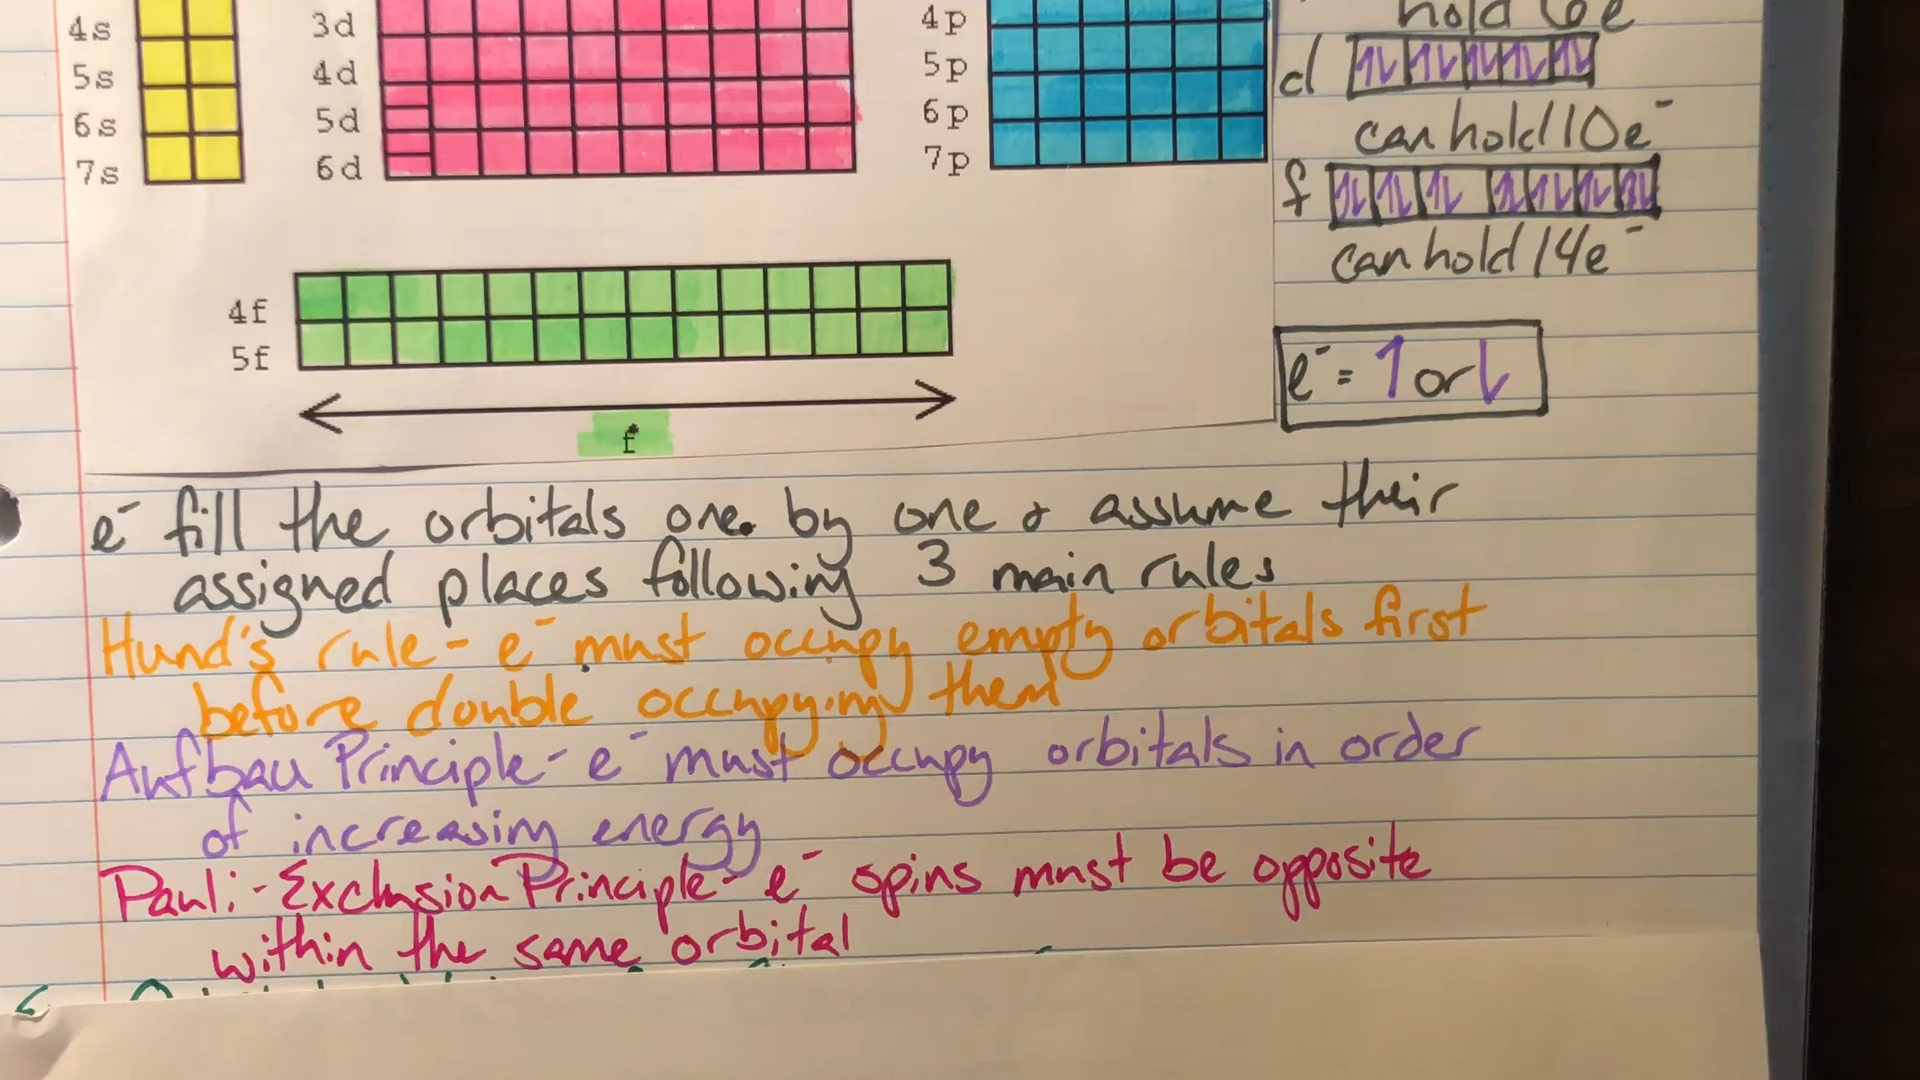 4s
5s
6s
7s
3d
4d
5d
6d
4p
5p
6p
7p
hold 6e
d
can hold 10e⁻
f
can hold 14e⁻
4f
5f
e⁻ = ↿ or ⇂
f
e⁻ fill the orbitals one by one & assume their
assigned places following 3 main rules
Hund's rule - e⁻ must occupy empty orbitals first
before double occupying them
Aufbau Principle - e⁻ must occupy orbitals in order
of increasing energy
Pauli-Exclusion Principle - e⁻ spins must be opposite
within the same orbital